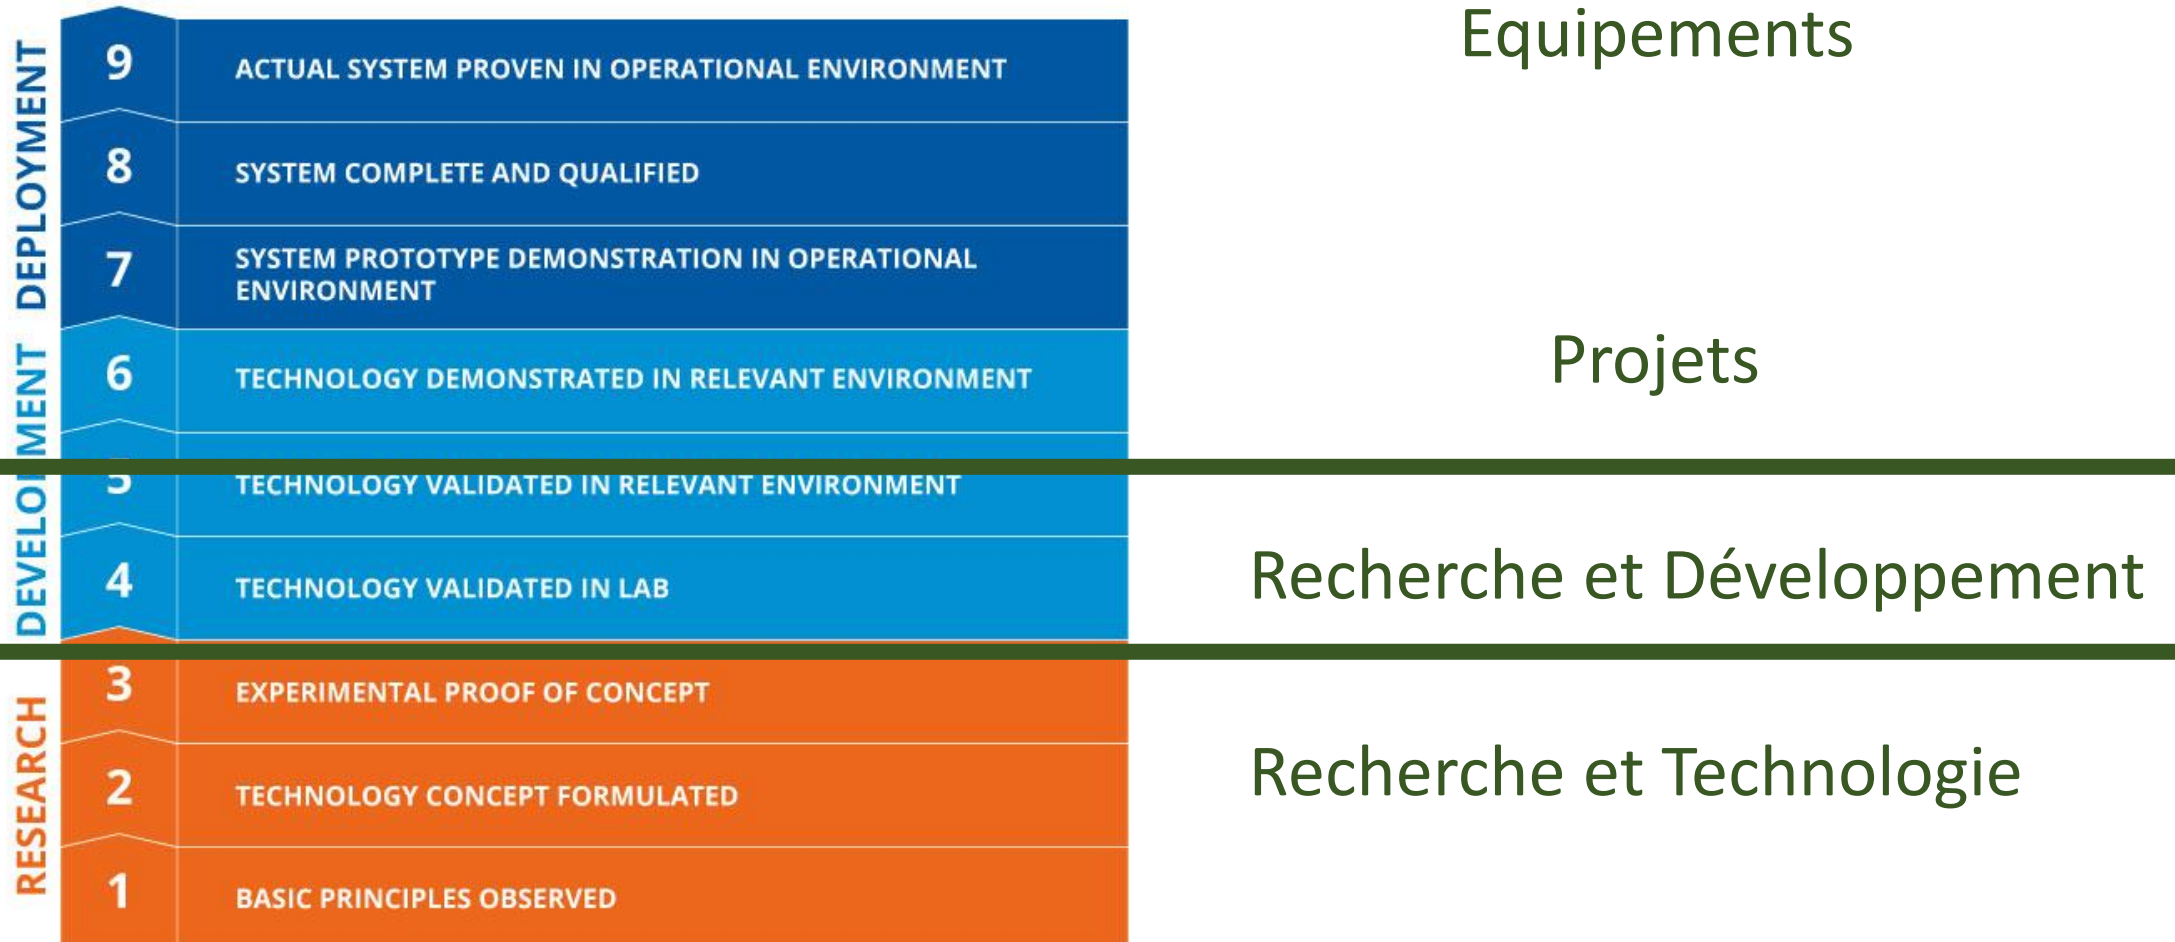 Equipements
DEPLOYMENT
9
ACTUAL SYSTEM PROVEN IN OPERATIONAL ENVIRONMENT
8
SYSTEM COMPLETE AND QUALIFIED
7
SYSTEM PROTOTYPE DEMONSTRATION IN OPERATIONAL
ENVIRONMENT
Projets
DEVELOPMENT
6
TECHNOLOGY DEMONSTRATED IN RELEVANT ENVIRONMENT
5
TECHNOLOGY VALIDATED IN RELEVANT ENVIRONMENT
4
TECHNOLOGY VALIDATED IN LAB
Recherche et Développement
RESEARCH
3
EXPERIMENTAL PROOF OF CONCEPT
2
TECHNOLOGY CONCEPT FORMULATED
Recherche et Technologie
1
BASIC PRINCIPLES OBSERVED